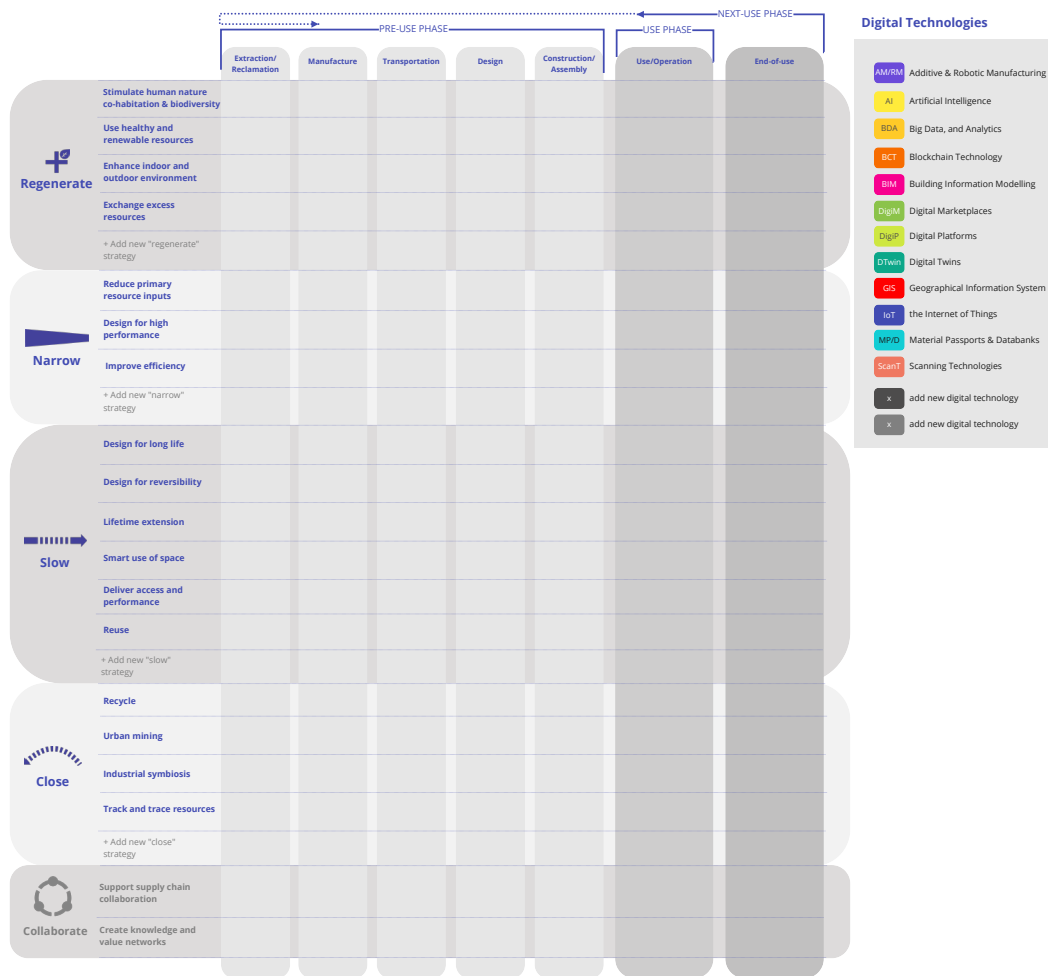 NEXT-USE PHASE
PRE-USE PHASE
USE PHASE
Extraction/
Reclamation
Manufacture
Transportation
Design
Construction/
Assembly
Use/Operation
End-of-use
Regenerate
Stimulate human nature
co-habitation & biodiversity
Use healthy and
renewable resources
Enhance indoor and
outdoor environment
Exchange excess
resources
+ Add new "regenerate"
strategy
Narrow
Reduce primary
resource inputs
Design for high
performance
Improve efficiency
+ Add new "narrow"
strategy
Slow
Design for long life
Design for reversibility
Lifetime extension
Smart use of space
Deliver access and
performance
Reuse
+ Add new "slow"
strategy
Close
Recycle
Urban mining
Industrial symbiosis
Track and trace resources
+ Add new "close"
strategy
Collaborate
Support supply chain
collaboration
Create knowledge and
value networks
Digital Technologies
AM/RM Additive & Robotic Manufacturing
AI Artificial Intelligence
BDA Big Data, and Analytics
BCT Blockchain Technology
BIM Building Information Modelling
DigiM Digital Marketplaces
DigiP Digital Platforms
DTwin Digital Twins
GIS Geographical Information System
IoT the Internet of Things
MP/D Material Passports & Databanks
ScanT Scanning Technologies
x add new digital technology
x add new digital technology